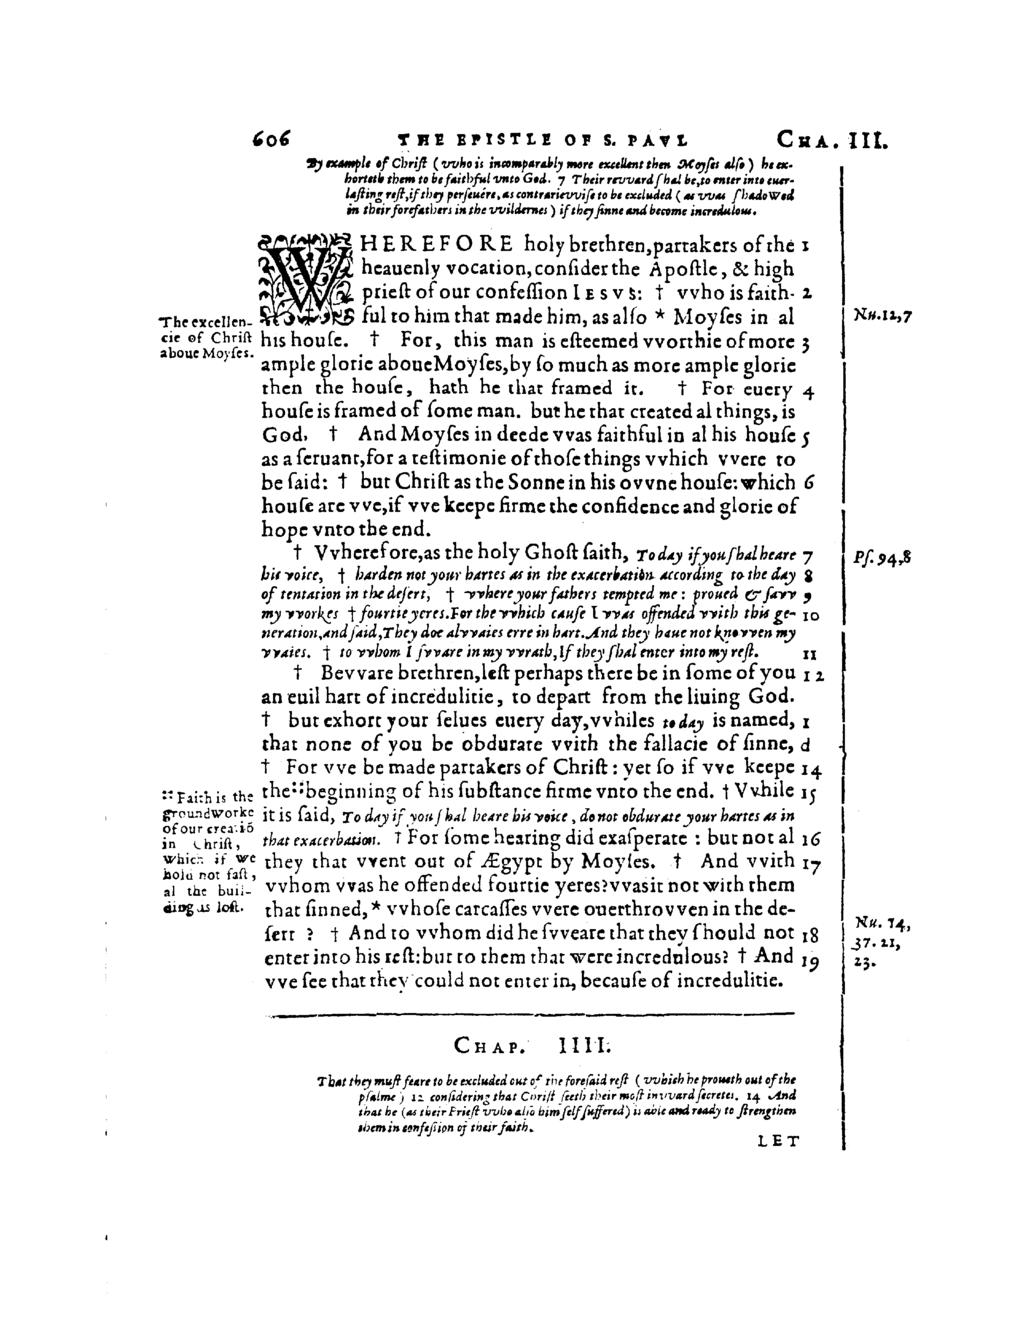 606 THE EPISTLE OF S. PAVL CHA. III.
By example of Chriſt (vvho is incomparably more excellent then Moyſes alſo) he ex-
horteth them to be faithful vnto God. 7 Their revvard ſhal be, to enter into euer-
laſting reſt, if they perſeuére, as contrarievviſe to be excluded (as vvas ſhadowed
in their forefathers in the vvildernes) if they ſinne and become incredulous.
WHEREFORE holy brethren, partakers of the 1
heauenly vocation, conſider the Apoſtle, & high
prieſt of our confeſſion IESVS: † vvho is faith- 2
ful to him that made him, as alſo * Moyſes in al
his houſe. † For, this man is eſteemed vvorthie of more 3
ample glorie aboue Moyſes, by ſo much as more ample glorie
then the houſe, hath he that framed it. † For euery 4
houſe is framed of ſome man. but he that created al things, is
God. † And Moyſes in deede vvas faithful in al his houſe 5
as a ſeruant, for a teſtimonie of thoſe things vvhich vvere to
be ſaid: † but Chriſt as the Sonne in his ovvne houſe: which 6
houſe are vve, if vve keepe firme the confidence and glorie of
hope vnto the end.
† Vvherefore, as the holy Ghoſt ſaith, To day if you ſhal heare 7
his voice, † harden not your hartes as in the exacerbation according to the day 8
of tentation in the deſert, † vvhere your fathers tempted me: proued & ſavv 9
my vvorkes † fourtie yeres. For the vvhich cauſe I vvas offended vvith this ge- 10
neration, and ſaid, They doe alvvaies erre in hart. And they haue not knovven my
vvaies. † to vvhom I ſvvare in my vvrath, If they ſhal enter into my reſt. 11
† Bevvare brethren, leſt perhaps there be in ſome of you 12
an euil hart of incredulitie, to depart from the liuing God.
† but exhort your ſelues euery day, vvhiles to day is named, 1
that none of you be obdurate vvith the fallacie of ſinne, d
† For vve be made partakers of Chriſt: yet ſo if vve keepe 14
the :: beginning of his ſubſtance firme vnto the end. † Vvhile 15
it is ſaid, To day if you ſhal heare his voice, do not obdurate your hartes as in
that exacerbation. † For ſome hearing did exaſperate: but not al 16
they that vvent out of Ægypt by Moyſes. † And vvith 17
vvhom vvas he offended fourtie yeres? vvas it not with them
that ſinned, * vvhoſe carcaſſes vvere ouerthrovven in the de-
ſert? † And to vvhom did he ſvveare that they ſhould not 18
enter into his reſt: but to them that were incredulous? † And 19
vve ſee that they could not enter in, becauſe of incredulitie.
The excellen-
cie of Chriſt
aboue Moyſes.
:: Faith is the
groundworke
of our creatiõ
in Chriſt,
which if we
hold not faſt,
al the buil-
ding is loſt.
Nu. 12,7
Pſ. 94,8
Nu. 14,
37. 21,
23.
CHAP. IIII.
That they muſt feare to be excluded out of the foreſaid reſt (vvhich he proueth out of the
pſalme) 12 conſidering that Chriſt ſeeth their moſt invvard ſecretes. 14 And
that he (as their Prieſt vvho alſo him ſelf ſuffered) is able and ready to ſtrengthen
them in confeſſion of their faith.
LET